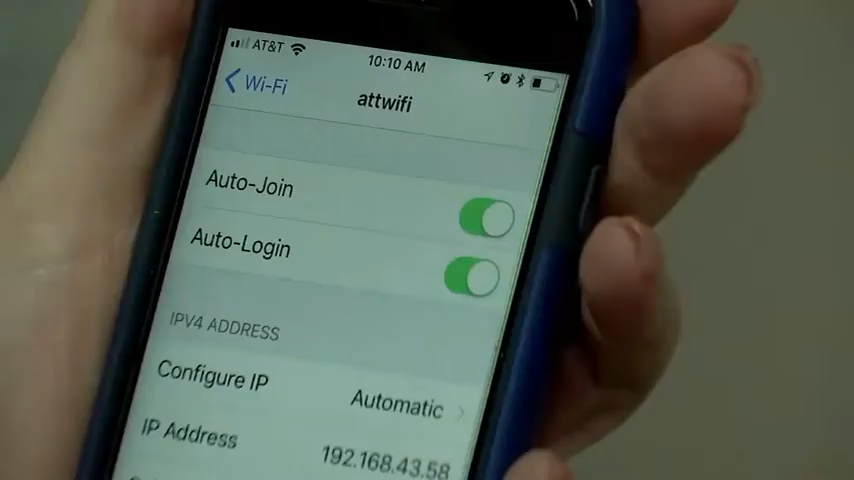 AT&T 10:10 AM
Wi-Fi
attwifi
Auto-Join
Auto-Login
IPV4 ADDRESS
Configure IP Automatic
IP Address 192.168.43.58